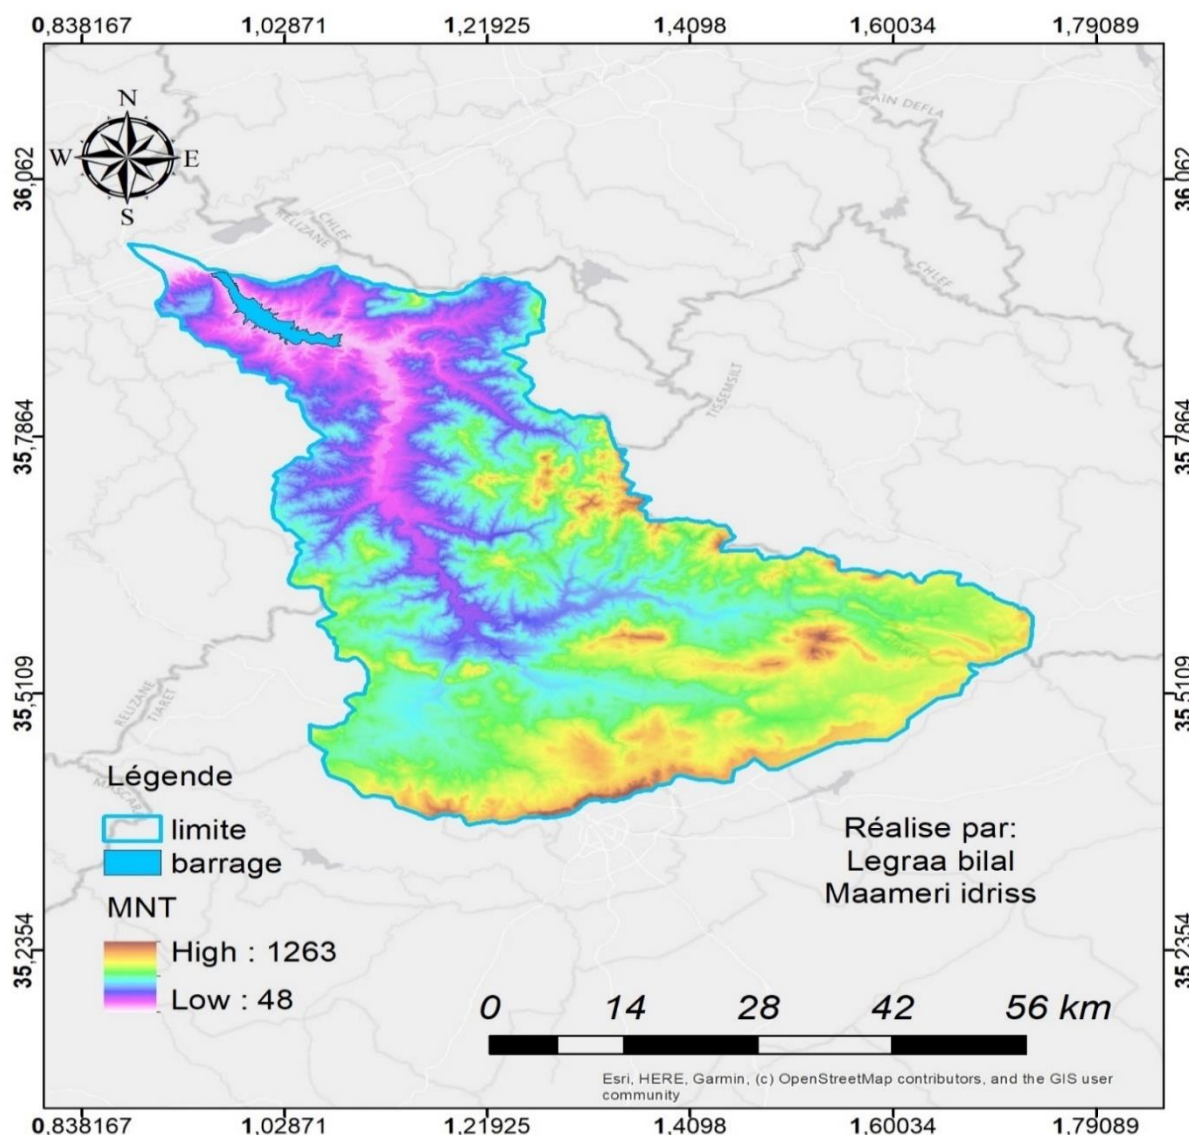 0,838167 1,02871 1,21925 1,4098 1,60034 1,79089
N
W E
S
36,062
36,062
AIN DEFLA
CHLEF
RELIZANE
CHLEF
35,7864
35,7864
TISSEMSILT
35,5109
35,5109
RELIZANE
TIARET
MASCARA
Légende
limite
barrage
MNT
High : 1263
Low : 48
Réalise par:
Legraa bilal
Maameri idriss
35,2354
35,2354
0 14 28 42 56 km
Esri, HERE, Garmin, (c) OpenStreetMap contributors, and the GIS user
community
0,838167 1,02871 1,21925 1,4098 1,60034 1,79089